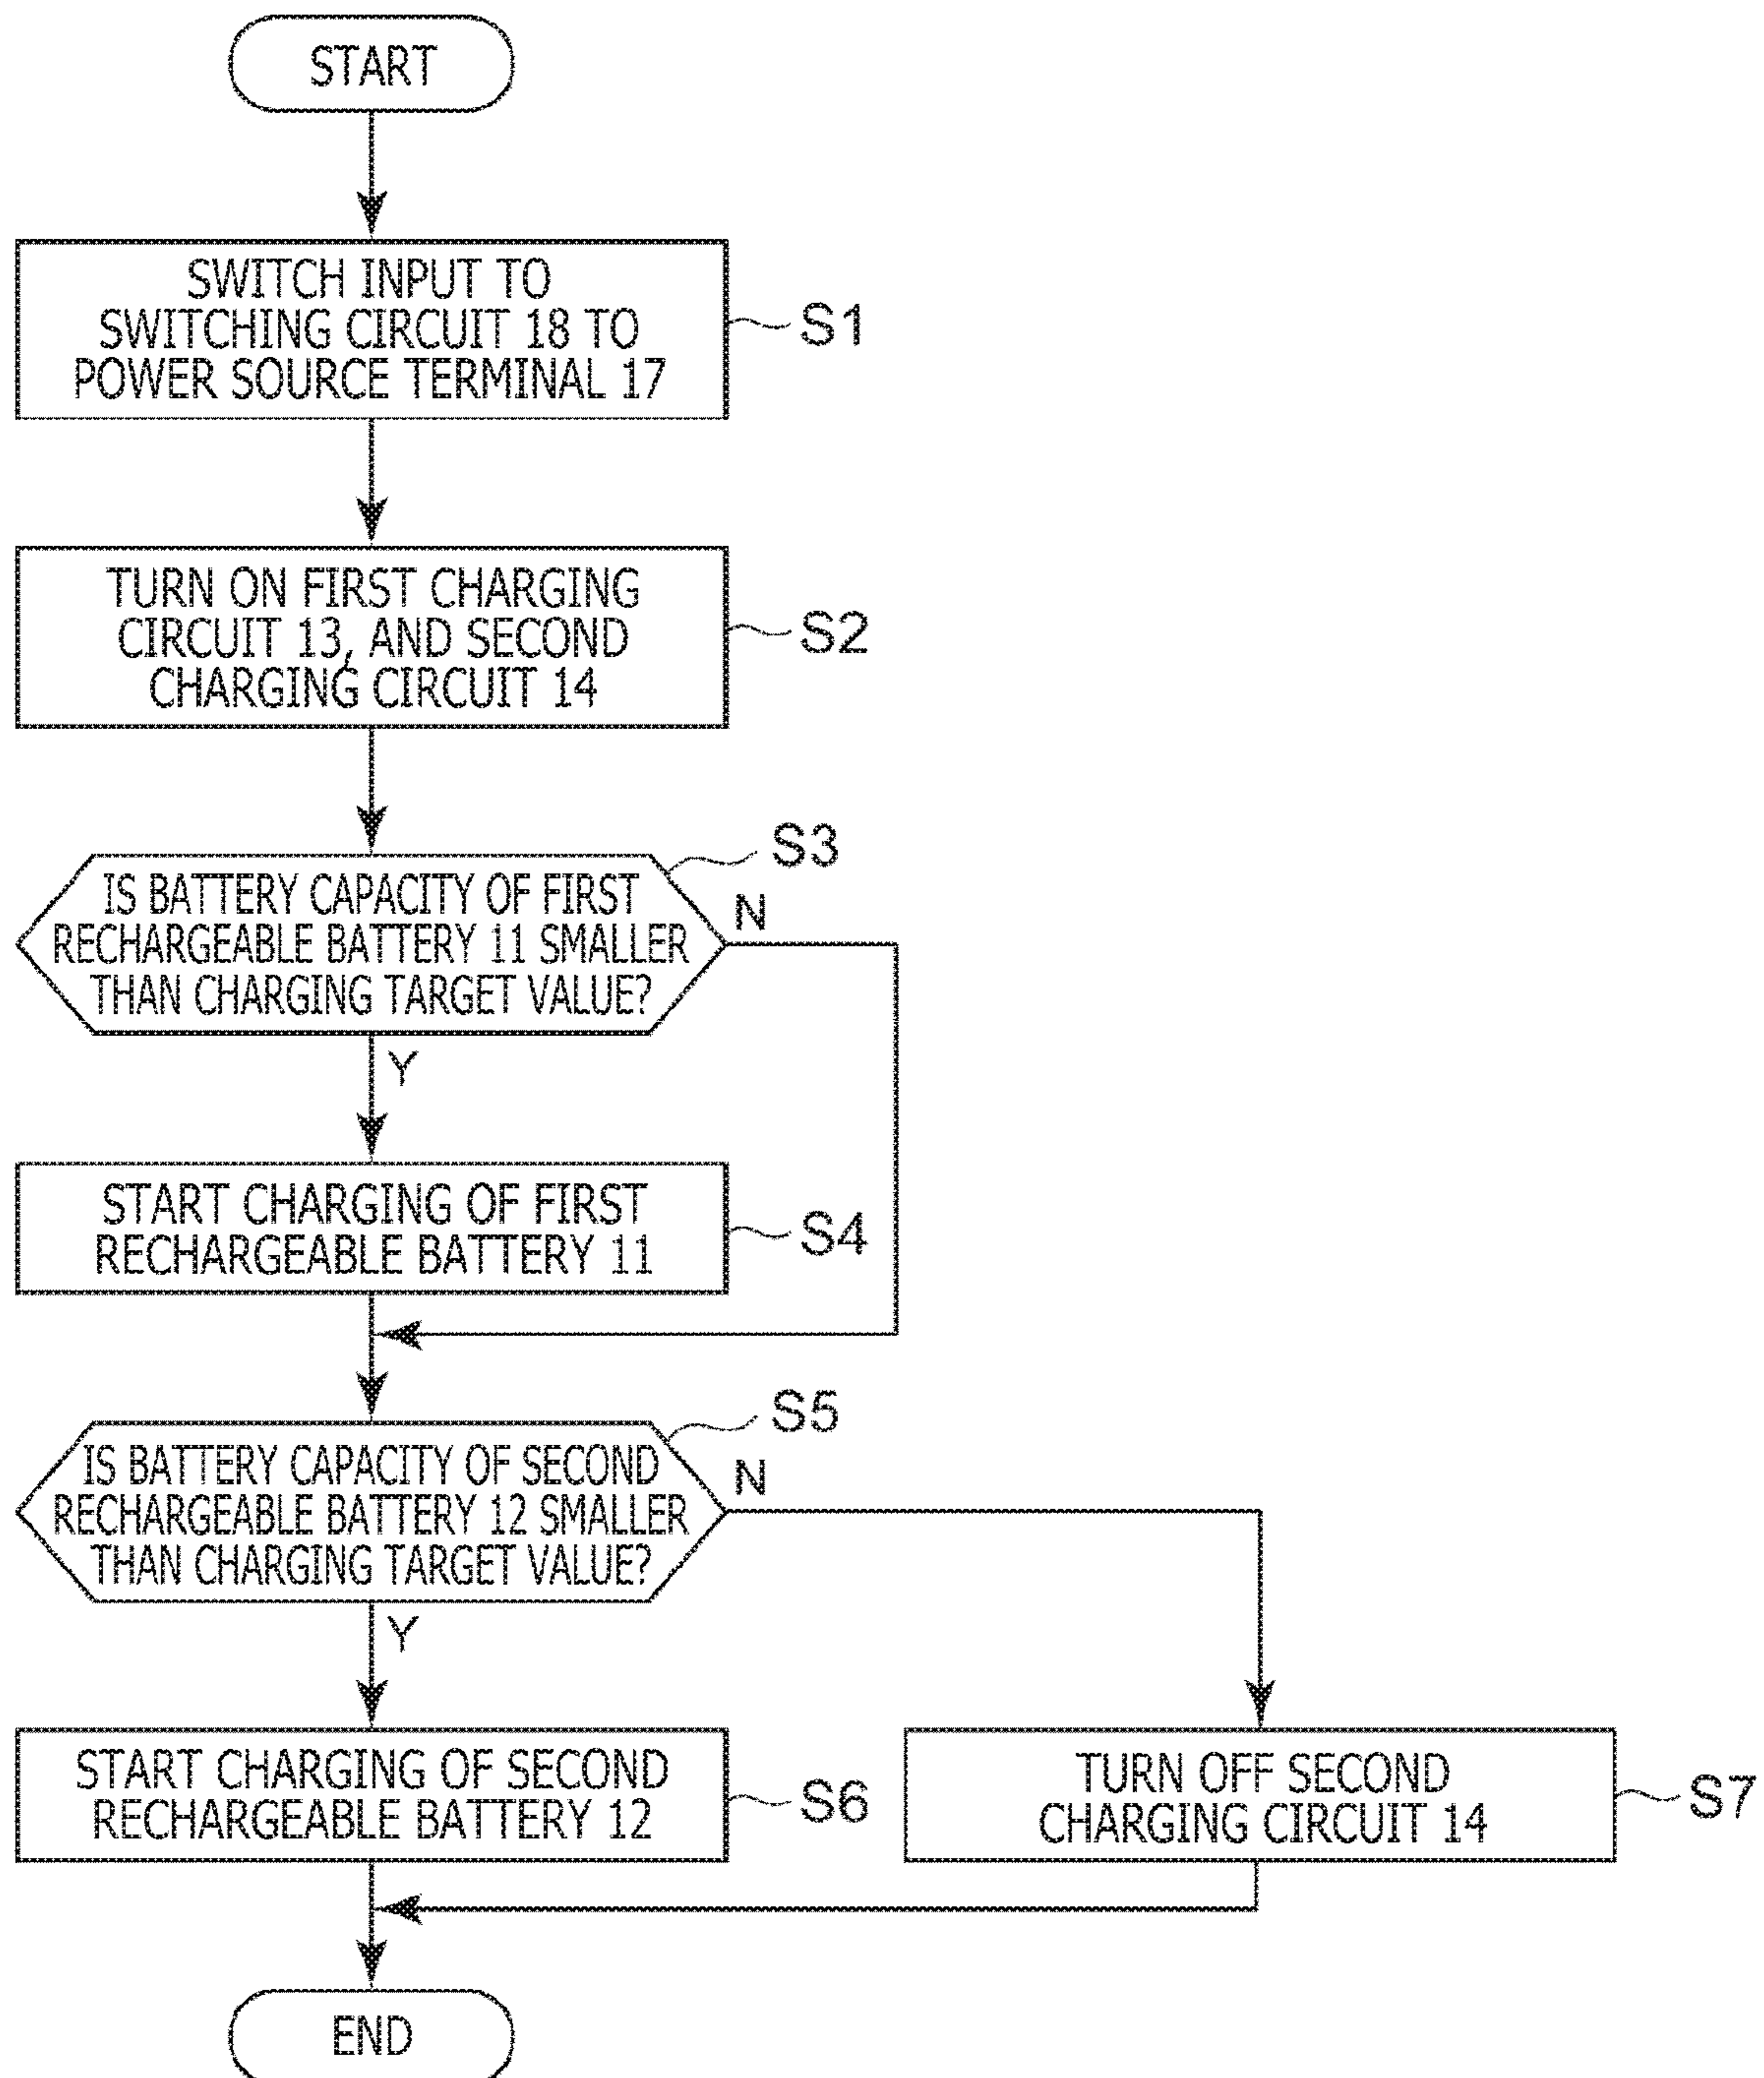 START
SWITCH INPUT TO
SWITCHING CIRCUIT 18 TO
POWER SOURCE TERMINAL 17
S1
TURN ON FIRST CHARGING
CIRCUIT 13, AND SECOND
CHARGING CIRCUIT 14
S2
S3
IS BATTERY CAPACITY OF FIRST
RECHARGEABLE BATTERY 11 SMALLER
THAN CHARGING TARGET VALUE?
N
Y
START CHARGING OF FIRST
RECHARGEABLE BATTERY 11
S4
S5
IS BATTERY CAPACITY OF SECOND
RECHARGEABLE BATTERY 12 SMALLER
THAN CHARGING TARGET VALUE?
N
Y
START CHARGING OF SECOND
RECHARGEABLE BATTERY 12
S6
TURN OFF SECOND
CHARGING CIRCUIT 14
S7
END